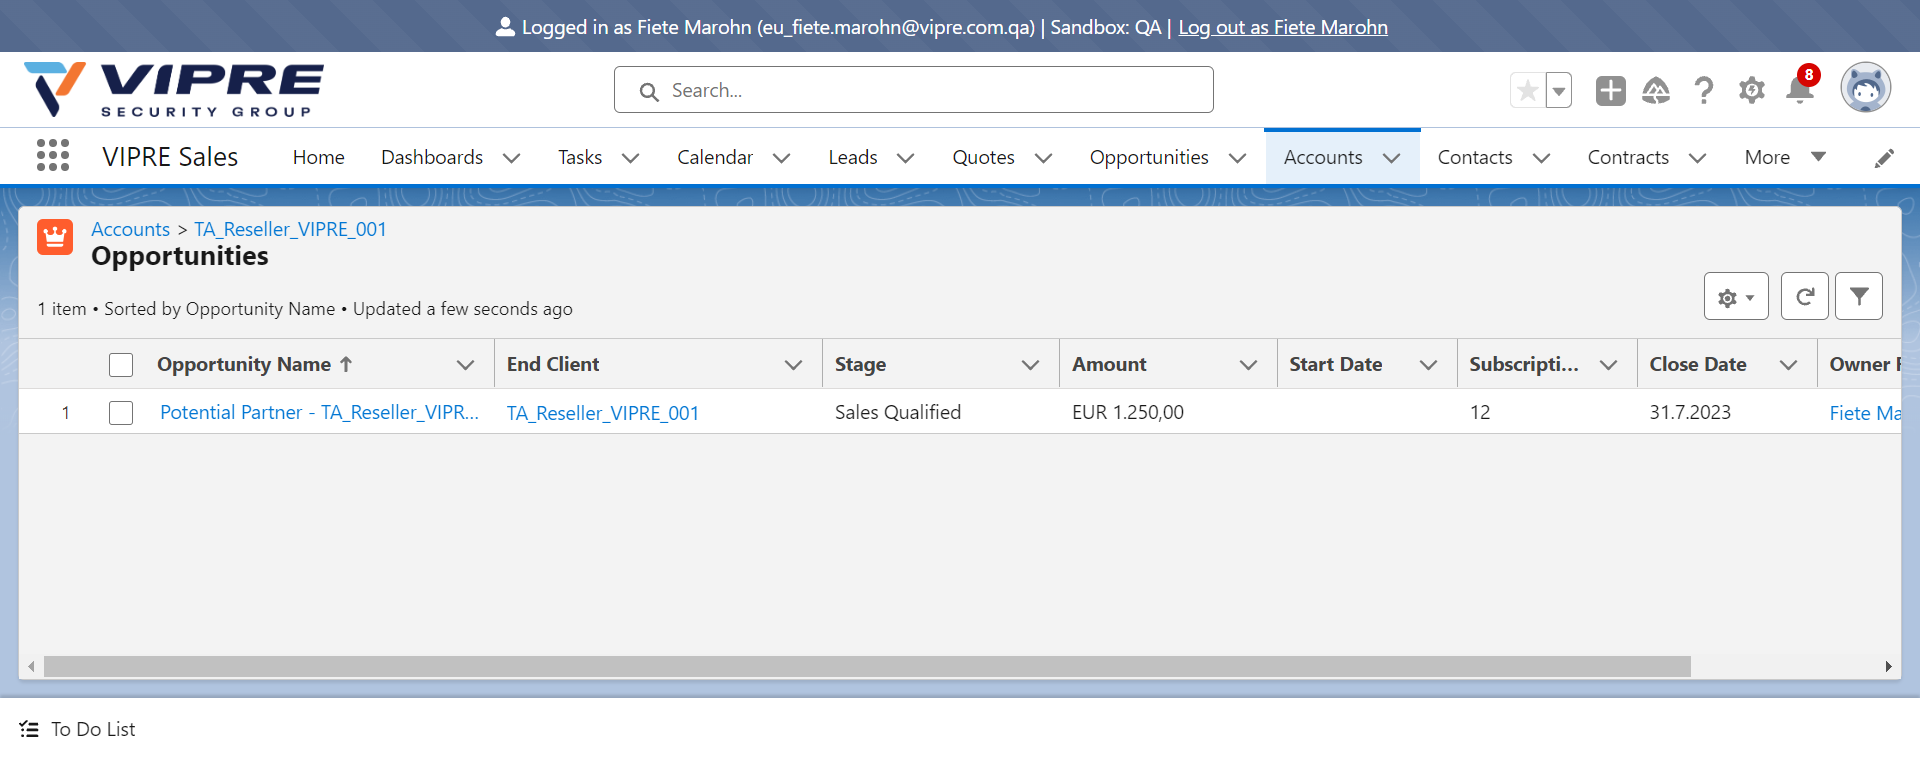 Logged in as Fiete Marohn (eu_fiete.marohn@vipre.com.qa) | Sandbox: QA | Log out as Fiete Marohn
VIPRE
SECURITY GROUP
Search...
8
VIPRE Sales Home Dashboards Tasks Calendar Leads Quotes Opportunities Accounts Contacts Contracts More
Accounts > TA_Reseller_VIPRE_001
Opportunities
1 item • Sorted by Opportunity Name • Updated a few seconds ago
Opportunity Name ↑ End Client Stage Amount Start Date Subscripti... Close Date Owner F
1 Potential Partner - TA_Reseller_VIPR... TA_Reseller_VIPRE_001 Sales Qualified EUR 1.250,00 12 31.7.2023 Fiete Ma
To Do List